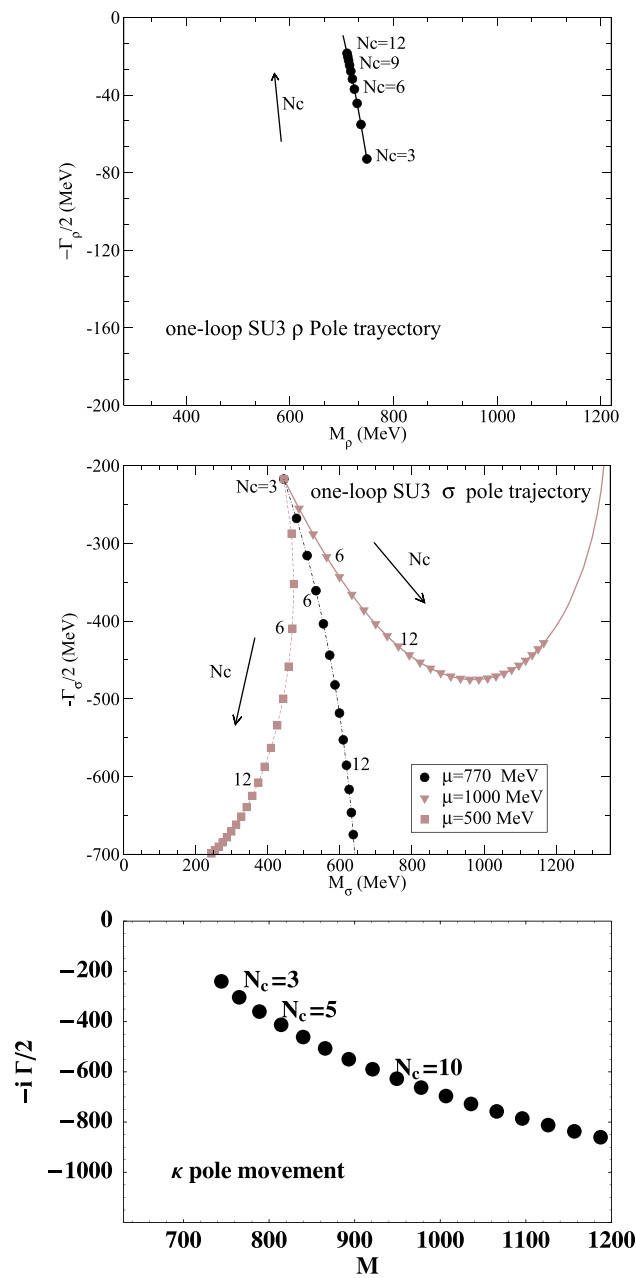 0
-40
-80
-120
-160
-200
−Γρ/2 (MeV)
Nc=12
Nc=9
Nc=6
Nc=3
Nc
one-loop SU3 ρ Pole trayectory
400 600 800 1000 1200
Mρ (MeV)
-200
-300
-400
-500
-600
-700
-Γσ/2 (MeV)
Nc=3
one-loop SU3 σ pole trajectory
6
Nc
6
6
12
Nc
12
12
μ=770 MeV
μ=1000 MeV
μ=500 MeV
0 200 400 600 800 1000 1200
Mσ (MeV)
0
−200
−400
−600
−800
−1000
−i Γ/2
Nc=3
Nc=5
Nc=10
κ pole movement
700 800 900 1000 1100 1200
M